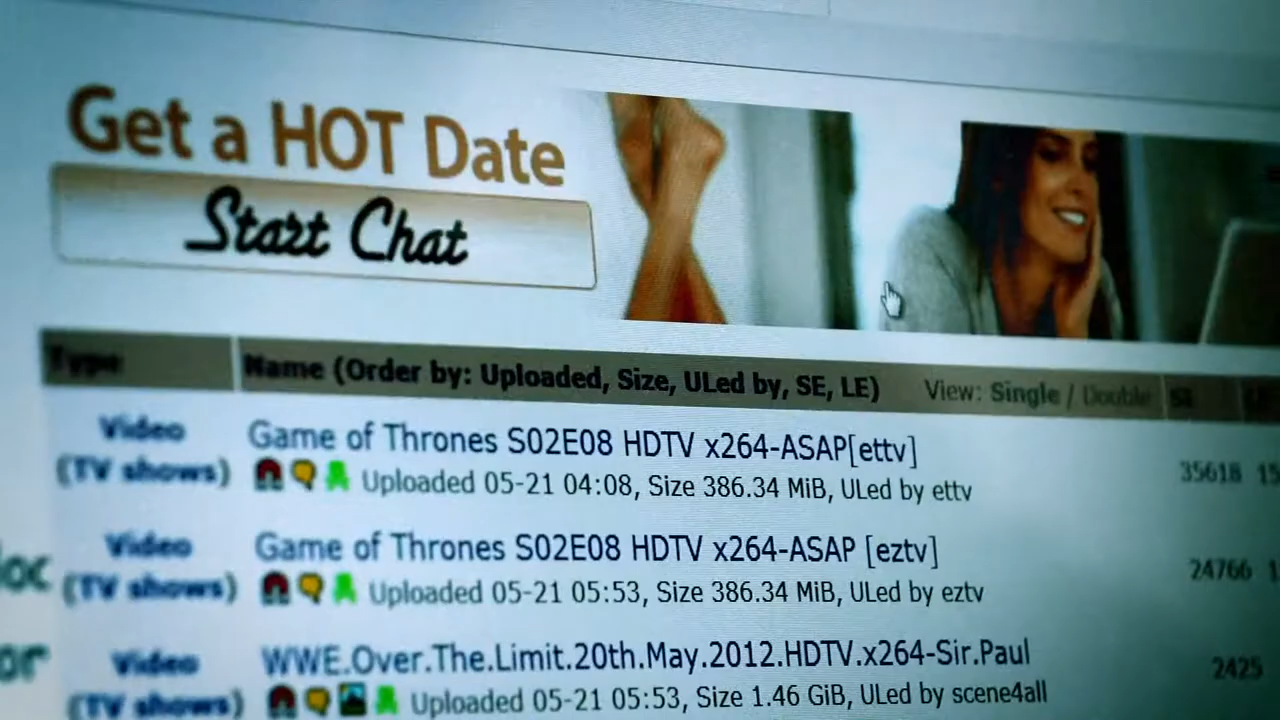 Get a HOT Date
Start Chat
Type Name (Order by: Uploaded, Size, ULed by, SE, LE) View: Single / Double SE
Video Game of Thrones S02E08 HDTV x264-ASAP[ettv]
(TV shows) Uploaded 05-21 04:08, Size 386.34 MiB, ULed by ettv 35618 15
Video Game of Thrones S02E08 HDTV x264-ASAP [eztv]
(TV shows) Uploaded 05-21 05:53, Size 386.34 MiB, ULed by eztv 24766 1
Video WWE.Over.The.Limit.20th.May.2012.HDTV.x264-Sir.Paul
(TV shows) Uploaded 05-21 05:53, Size 1.46 GiB, ULed by scene4all 2425